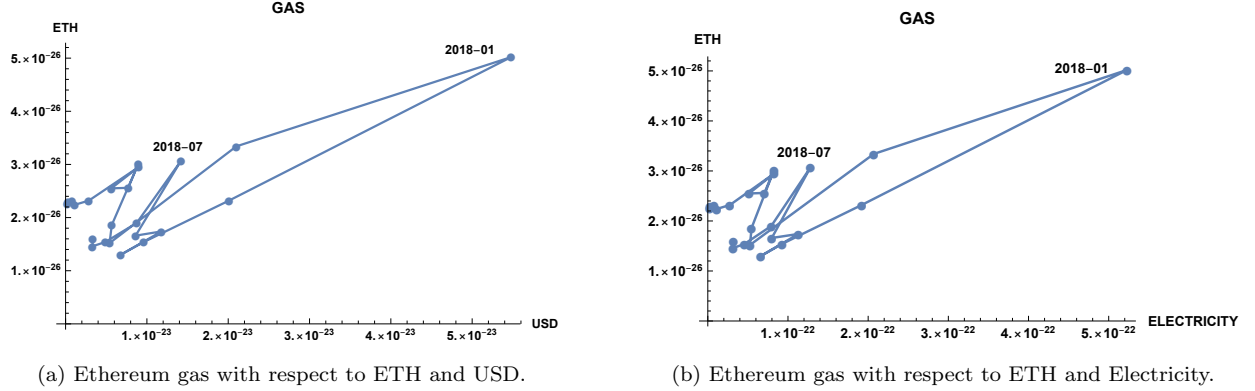 GAS
ETH
5.×10⁻²⁶
2018–01
4.×10⁻²⁶
2018–07
3.×10⁻²⁶
2.×10⁻²⁶
1.×10⁻²⁶
1.×10⁻²³ 2.×10⁻²³ 3.×10⁻²³ 4.×10⁻²³ 5.×10⁻²³ USD
(a) Ethereum gas with respect to ETH and USD.
GAS
ETH
5.×10⁻²⁶
2018–01
4.×10⁻²⁶
2018–07
3.×10⁻²⁶
2.×10⁻²⁶
1.×10⁻²⁶
1.×10⁻²² 2.×10⁻²² 3.×10⁻²² 4.×10⁻²² 5.×10⁻²² ELECTRICITY
(b) Ethereum gas with respect to ETH and Electricity.